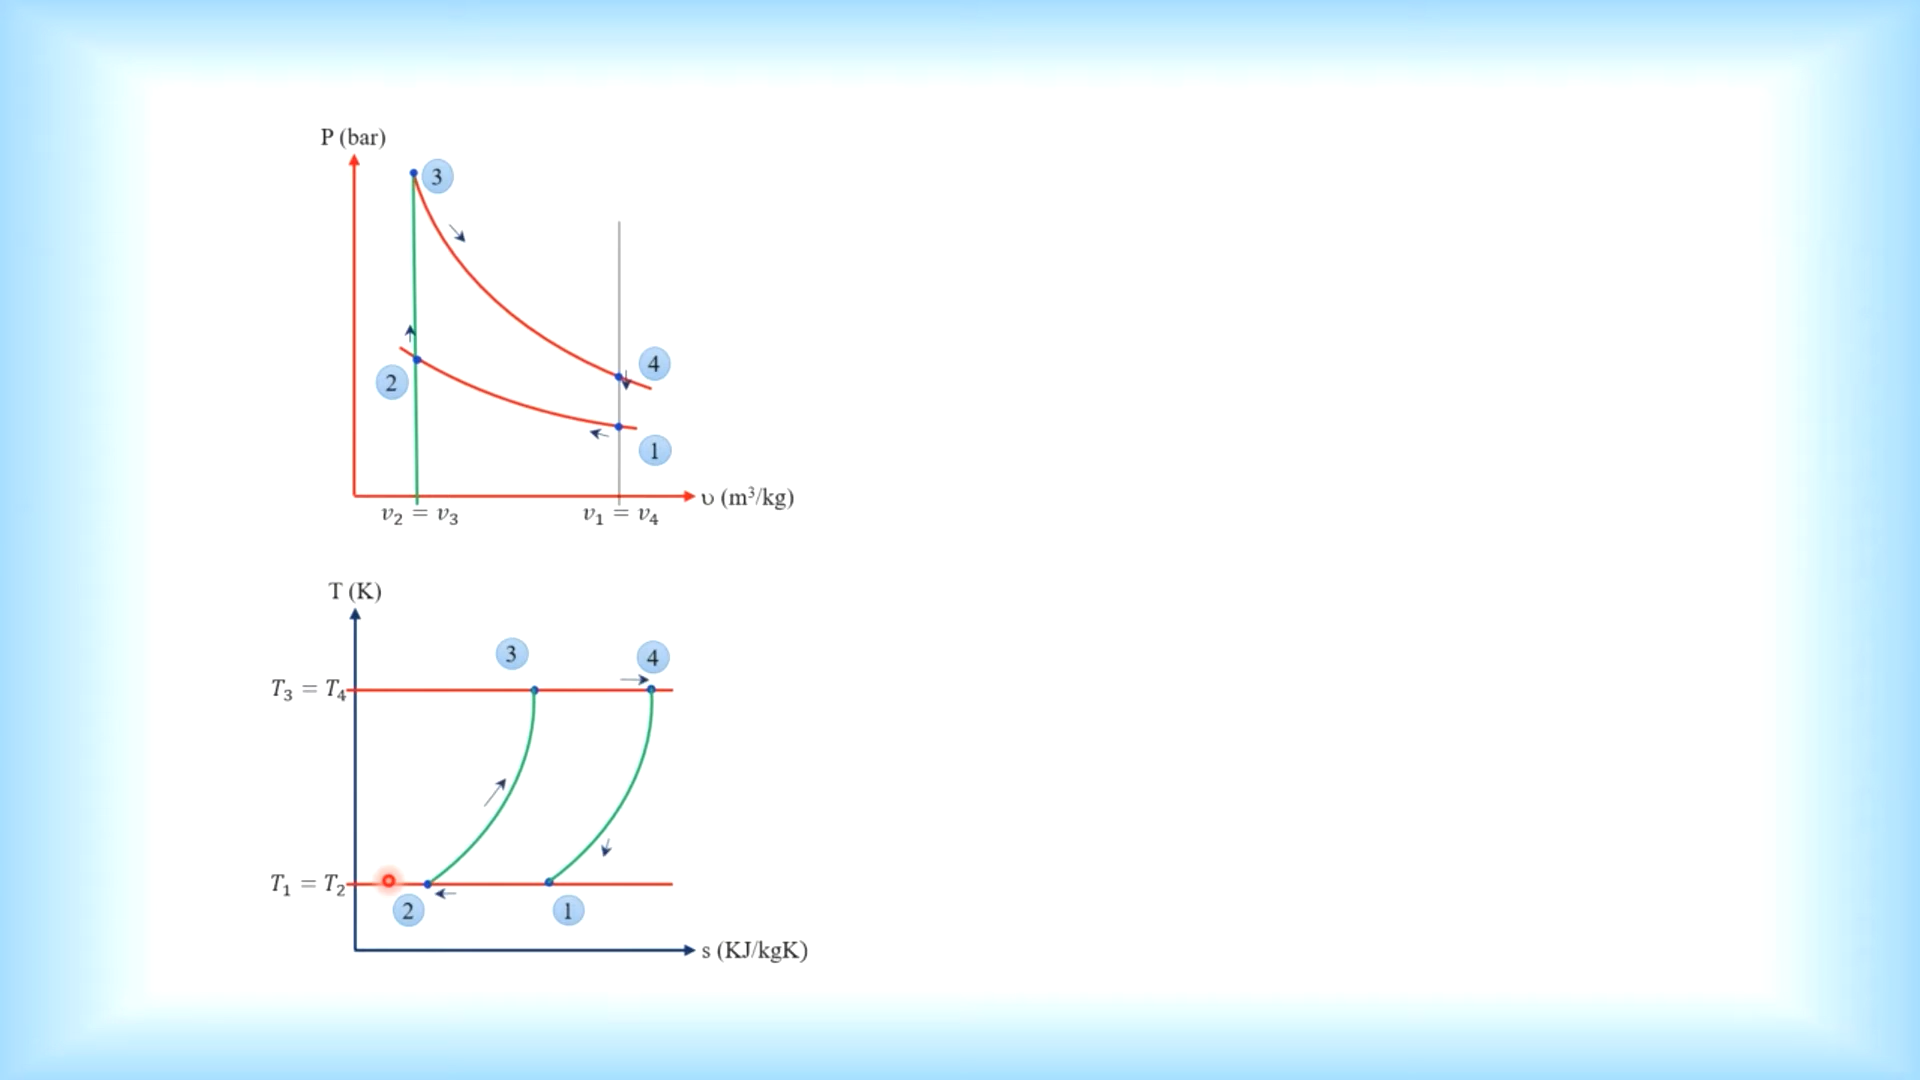 P (bar)
3
4
2
1
υ (m³/kg)
𝑣₂ = 𝑣₃
𝑣₁ = 𝑣₄
T (K)
3
4
T₃ = T₄
T₁ = T₂
2
1
s (KJ/kgK)